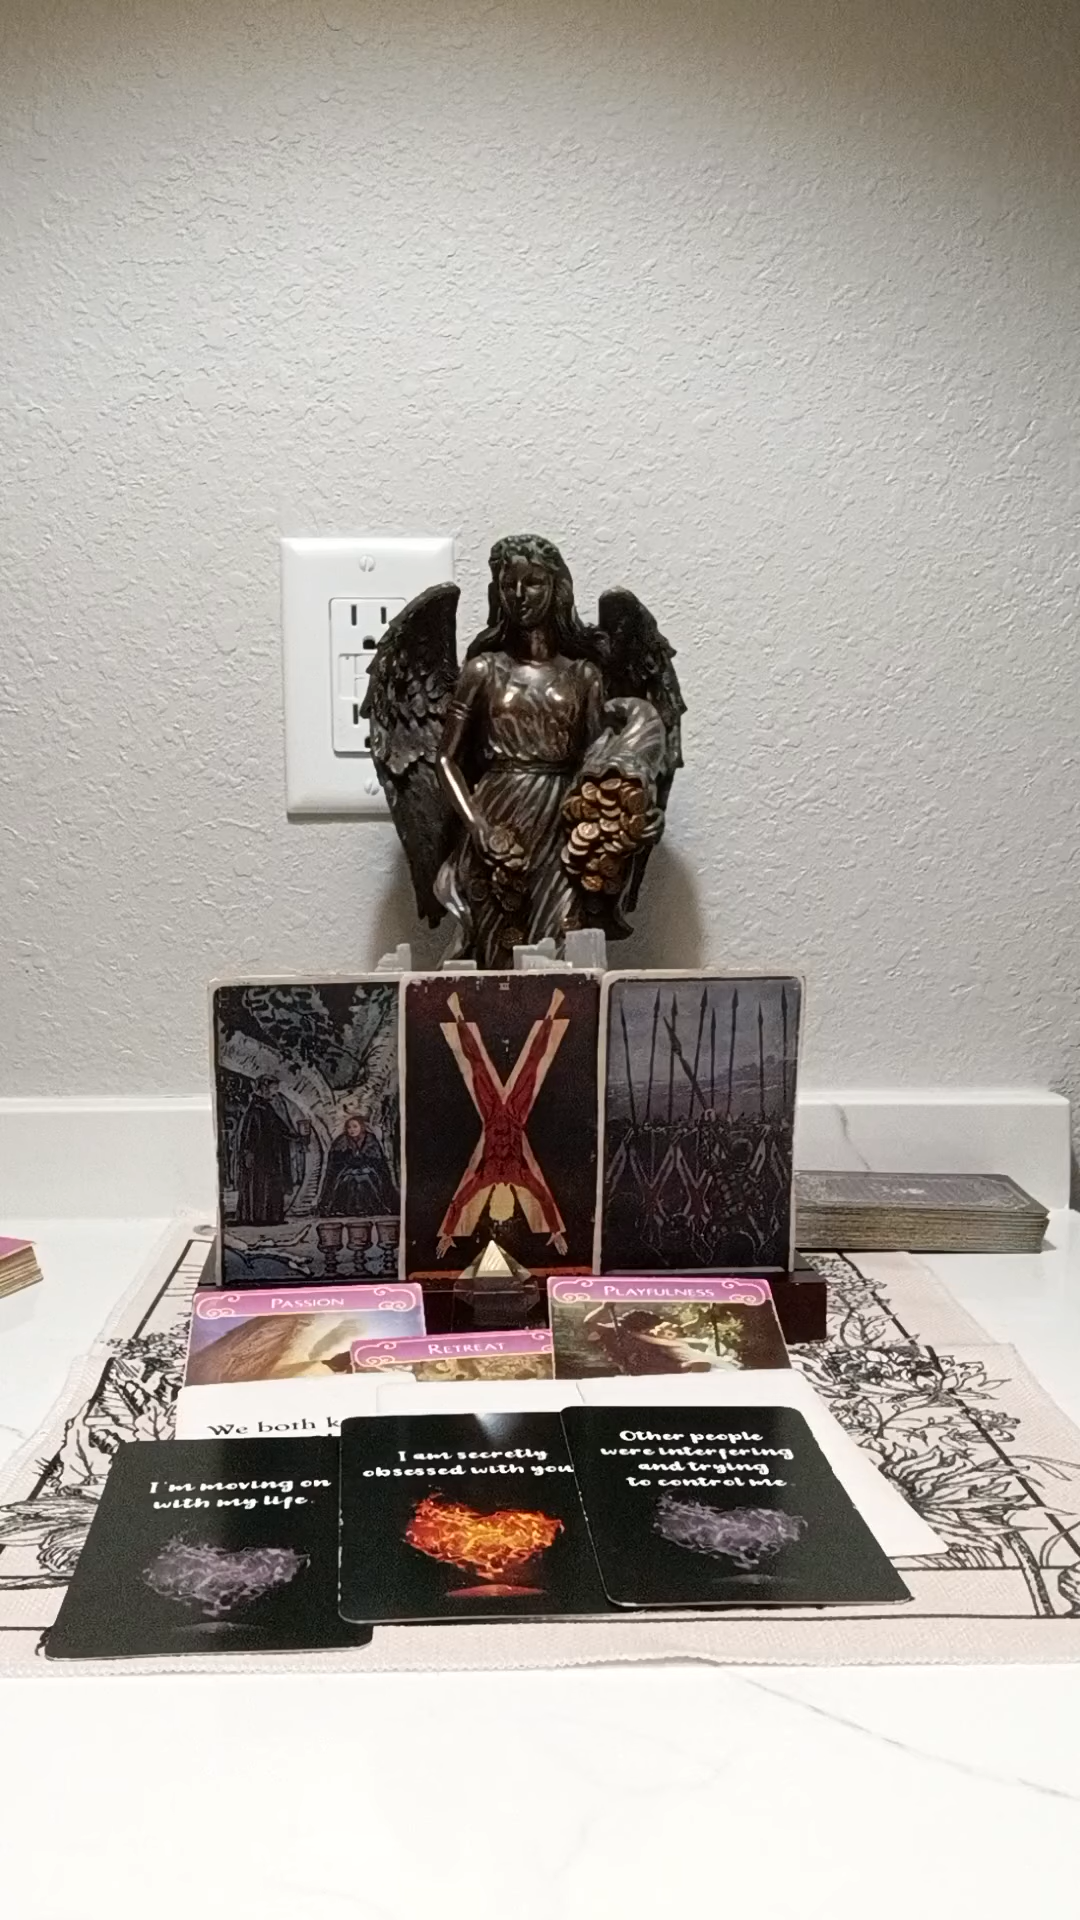 XII
PASSION
PLAYFULNESS
RETREAT
We both
I'm moving on
with my life.
I am secretly
obsessed with you
Other people
were interfering
and trying
to control me.